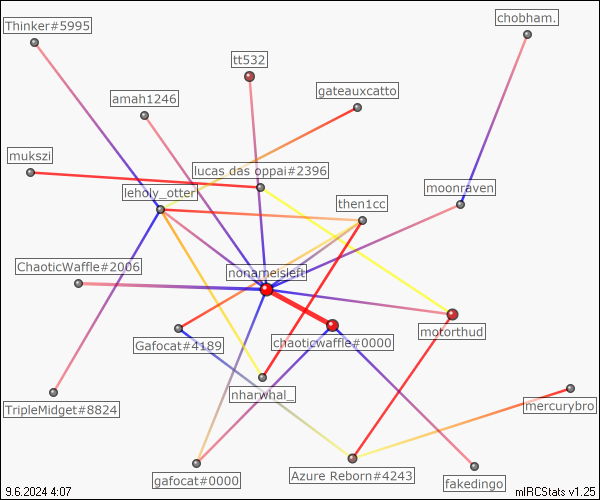 chobham.
Thinker#5995
tt532
gateauxcatto
amah1246
mukszi
lucas das oppai#2396
leholy_otter
moonraven
then1cc
ChaoticWaffle#2006
nonameisleft
motorthud
chaoticwaffle#0000
Gafocat#4189
nharwhal_
mercurybro
TripleMidget#8824
gafocat#0000
Azure Reborn#4243
fakedingo
9.6.2024 4:07
mIRCStats v1.25